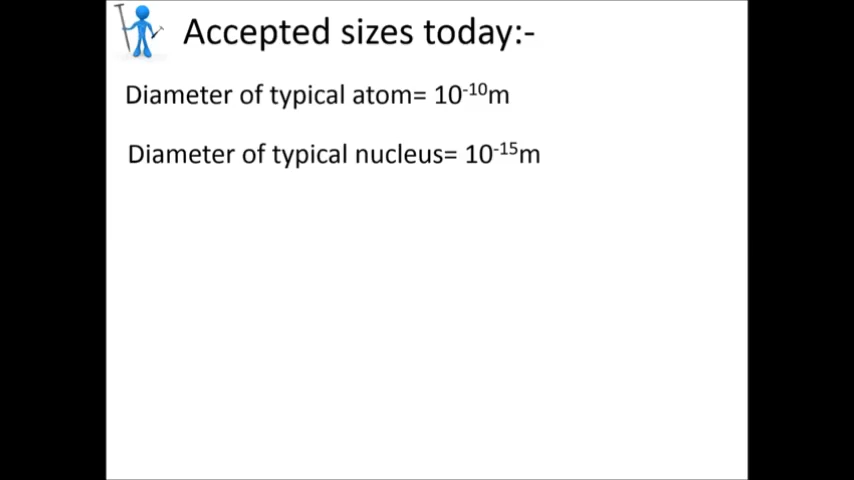 Accepted sizes today:-
Diameter of typical atom= 10⁻¹⁰m
Diameter of typical nucleus= 10⁻¹⁵m